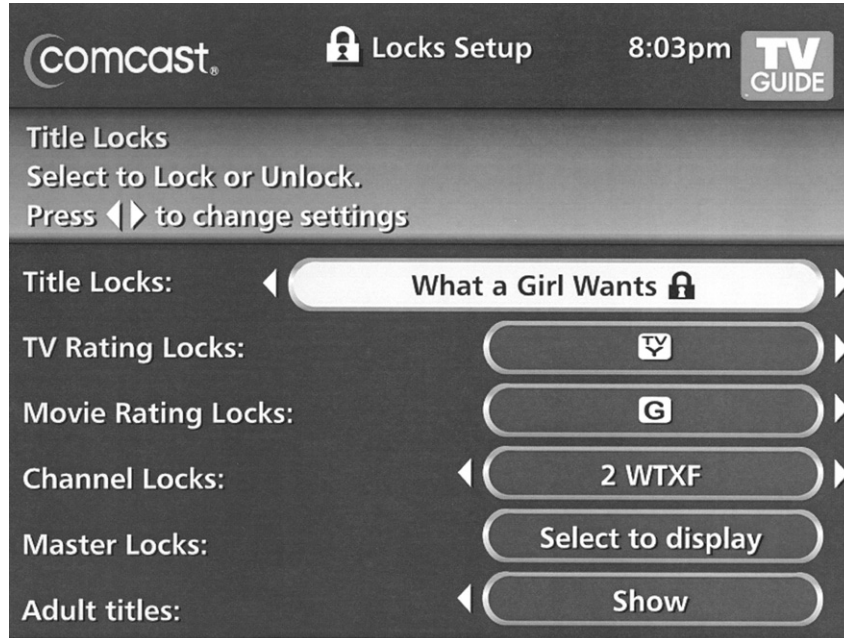 comcast® Locks Setup 8:03pm TV GUIDE
Title Locks
Select to Lock or Unlock.
Press ◀▶ to change settings
Title Locks: What a Girl Wants
TV Rating Locks: TV Y
Movie Rating Locks: G
Channel Locks: 2 WTXF
Master Locks: Select to display
Adult titles: Show